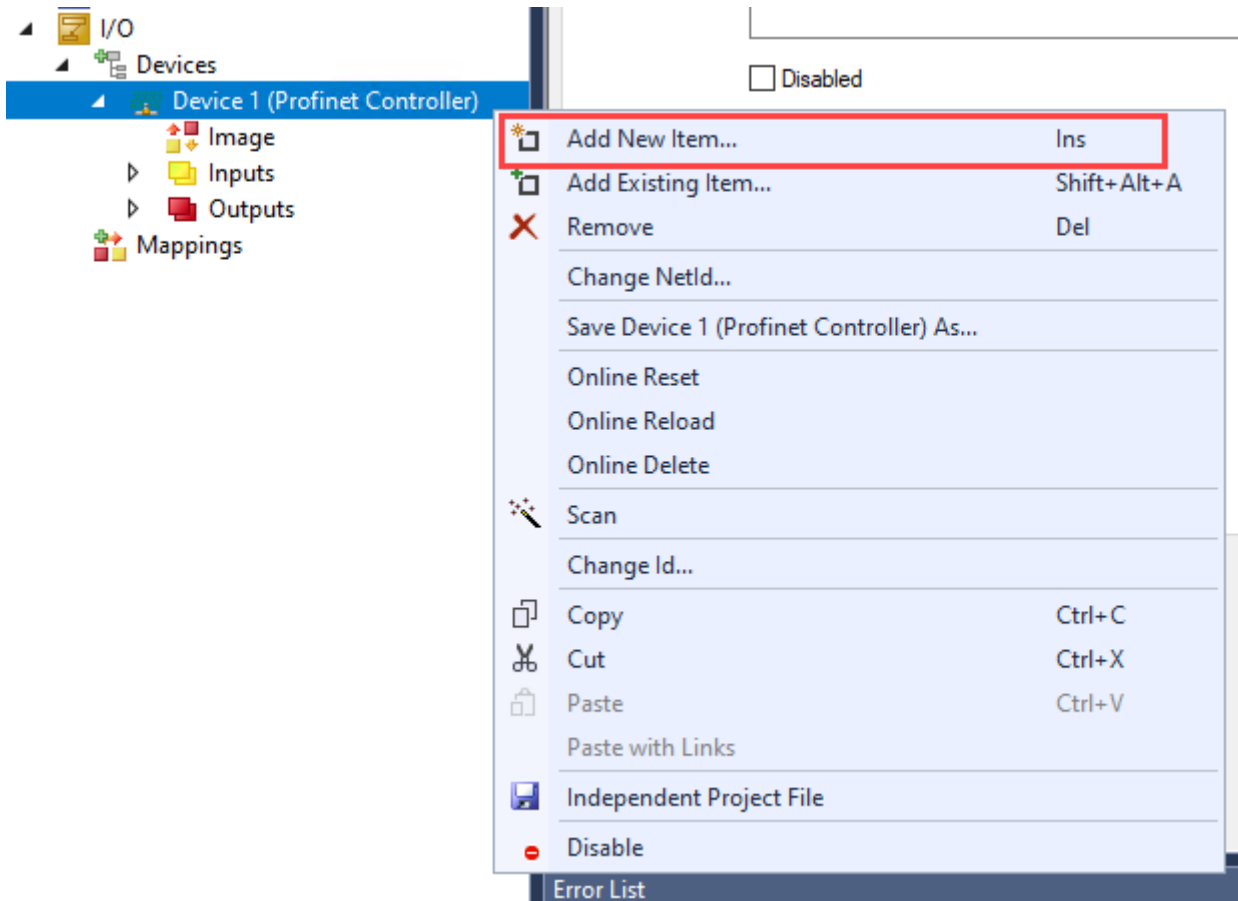 I/O
Devices
Device 1 (Profinet Controller)
Image
Inputs
Outputs
Mappings
Disabled
Add New Item... Ins
Add Existing Item... Shift+Alt+A
Remove Del
Change NetId...
Save Device 1 (Profinet Controller) As...
Online Reset
Online Reload
Online Delete
Scan
Change Id...
Copy Ctrl+C
Cut Ctrl+X
Paste Ctrl+V
Paste with Links
Independent Project File
Disable
Error List